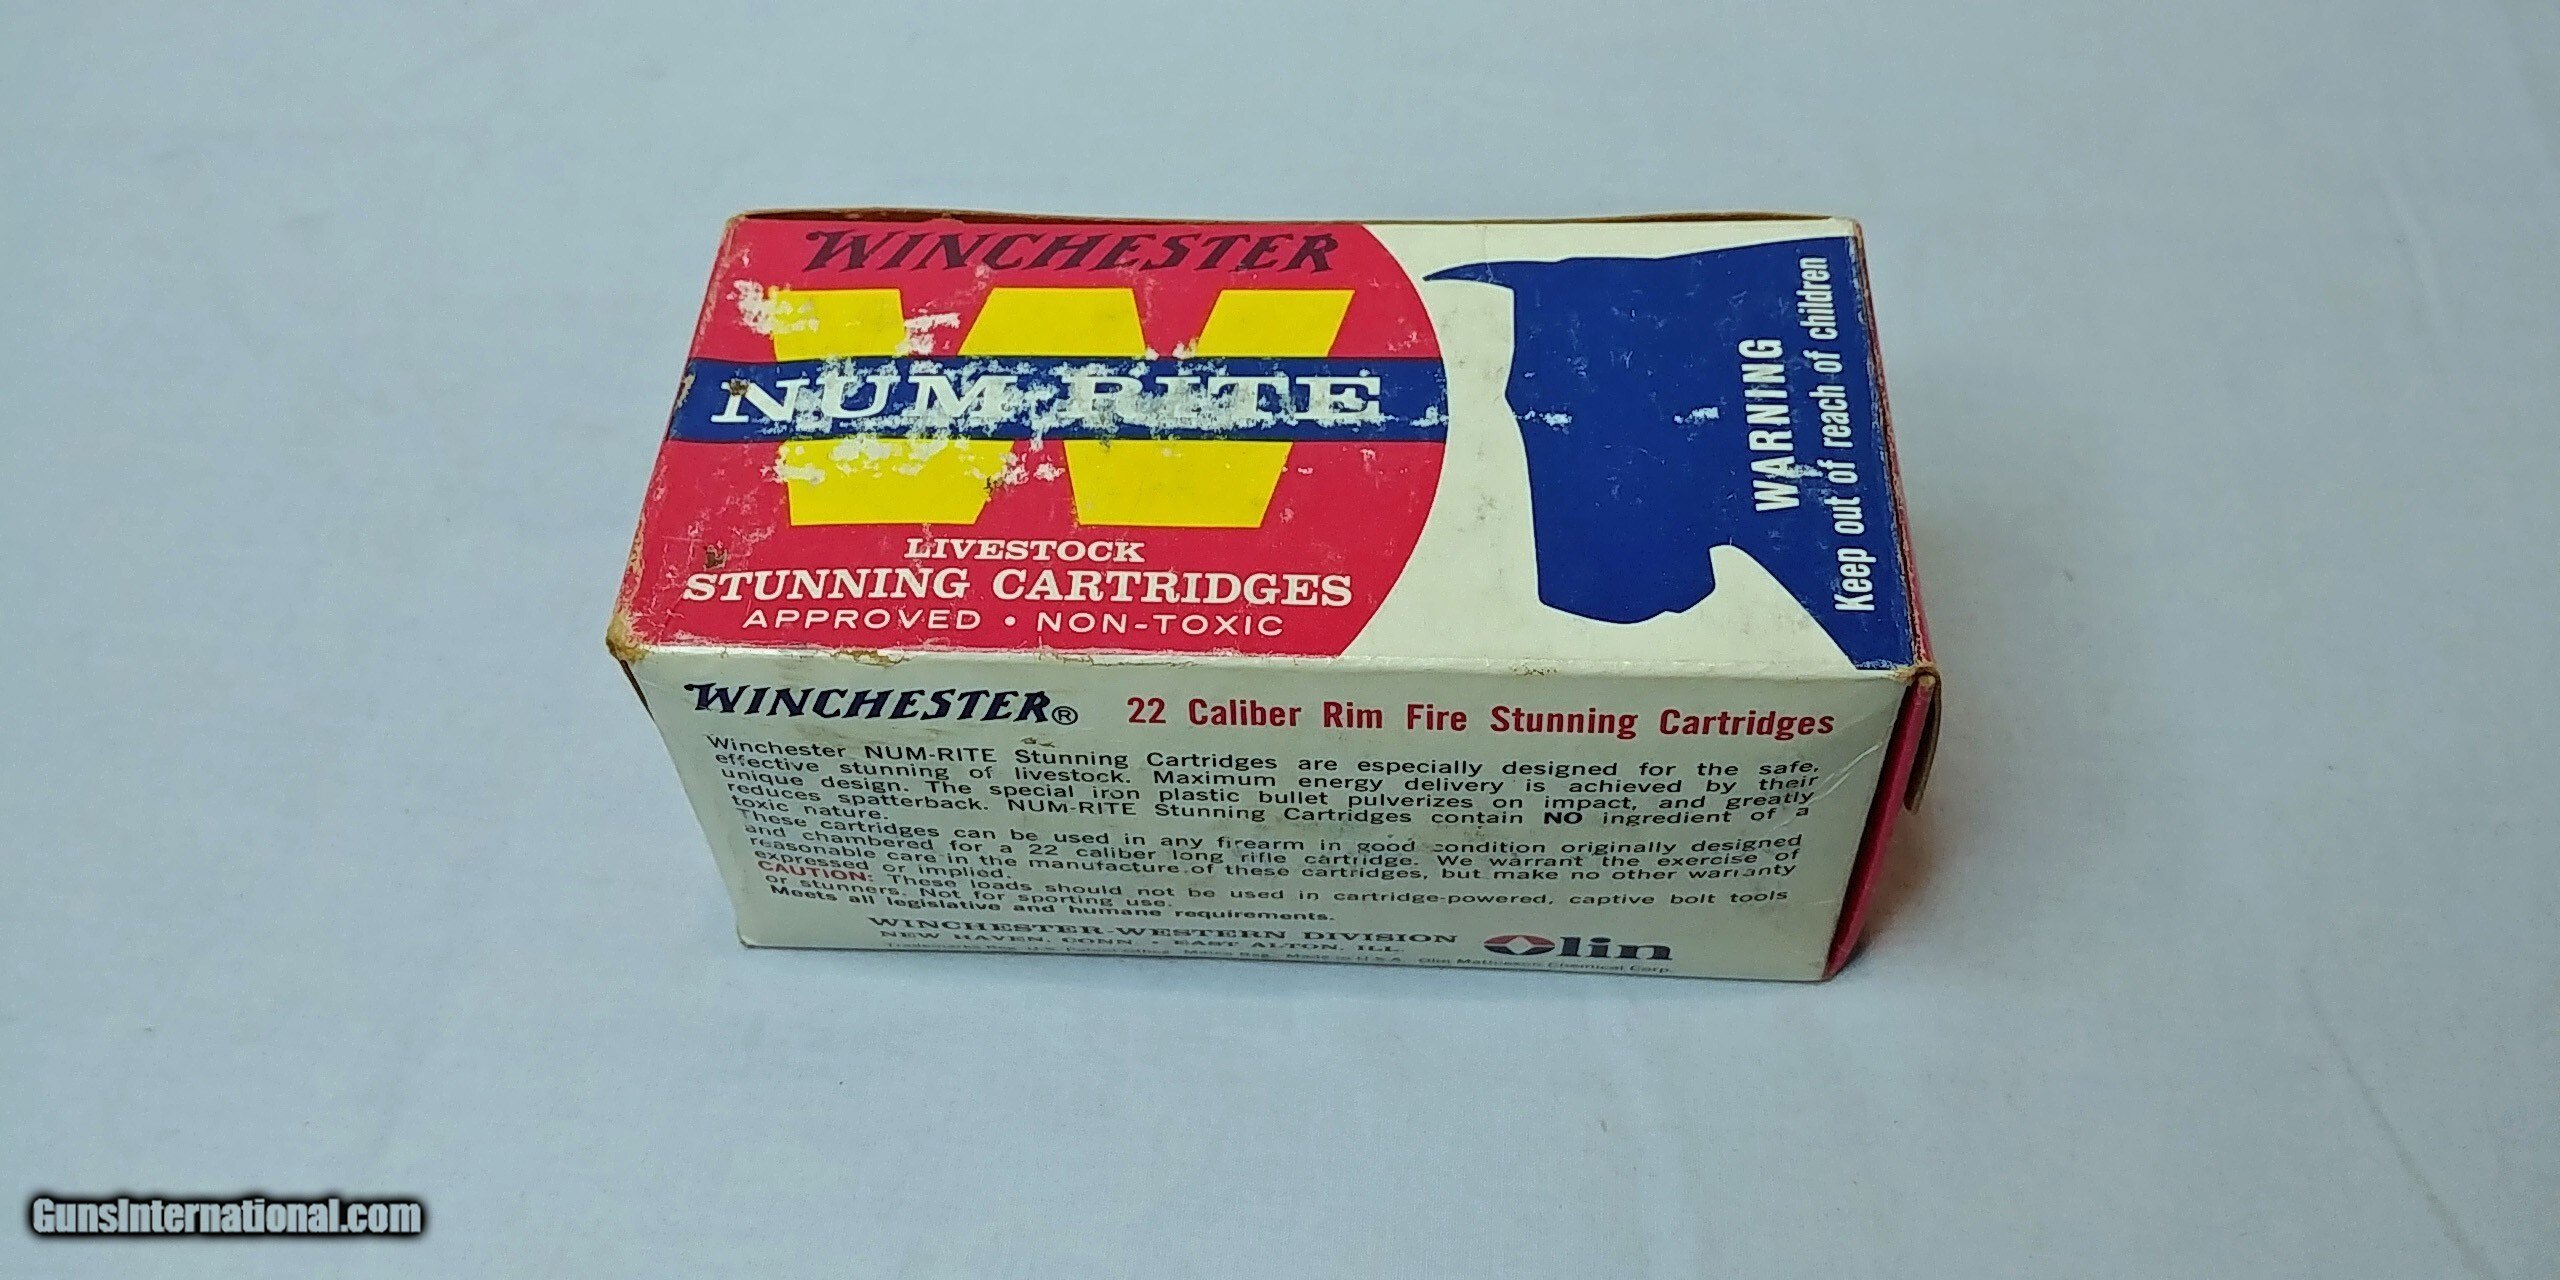 WINCHESTER
NUM-RITE
LIVESTOCK
STUNNING CARTRIDGES
APPROVED • NON-TOXIC
WARNING
Keep out of reach of children
WINCHESTER® 22 Caliber Rim Fire Stunning Cartridges
Winchester NUM-RITE Stunning Cartridges are especially designed for the safe,
effective stunning of livestock. Maximum energy delivery is achieved by their
unique design. The special iron plastic bullet pulverizes on impact, and greatly
reduces spatterback. NUM-RITE Stunning Cartridges contain NO ingredient of a
toxic nature.
These cartridges can be used in any firearm in good condition originally designed
and chambered for a 22 caliber long rifle cartridge. We warrant the exercise of
reasonable care in the manufacture of these cartridges, but make no other warranty
expressed or implied.
CAUTION: These loads should not be used in cartridge-powered, captive bolt tools
or stunners. Not for sporting use.
Meets all legislative and humane requirements.
WINCHESTER-WESTERN DIVISION
NEW HAVEN, CONN. • EAST ALTON, ILL.
Olin
Made in U.S.A. Olin Mathieson Chemical Corp.
GunsInternational.com